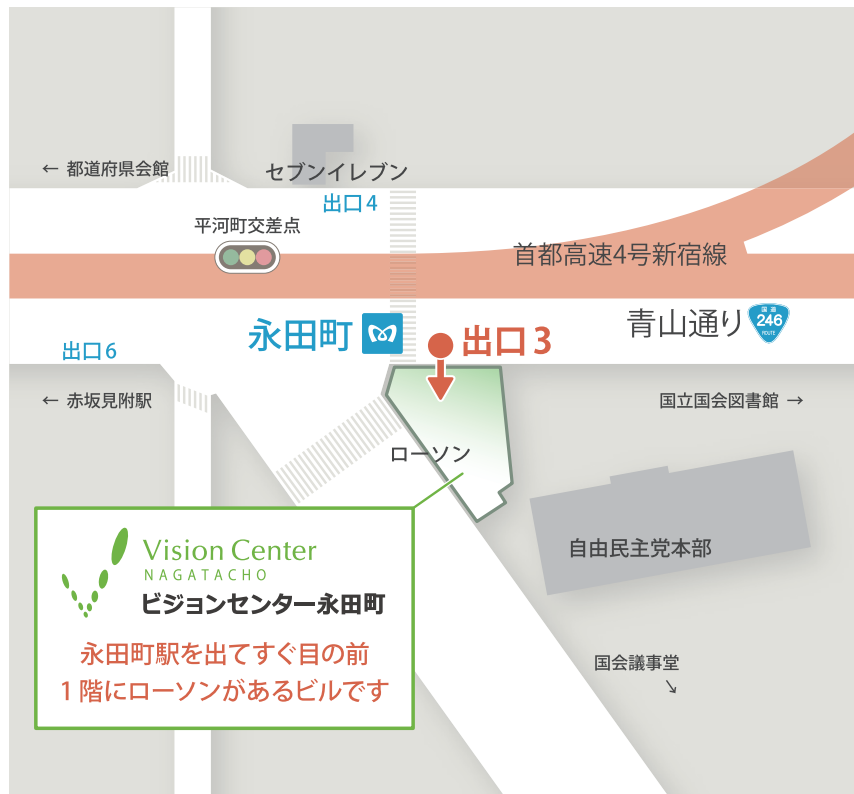 ← 都道府県会館
セブンイレブン
出口4
平河町交差点
首都高速4号新宿線
永田町
出口3
青山通り
国道
246
ROUTE
出口6
← 赤坂見附駅
国立国会図書館 →
ローソン
自由民主党本部
Vision Center
NAGATACHO
ビジョンセンター永田町
永田町駅を出てすぐ目の前
1階にローソンがあるビルです
国会議事堂
↘